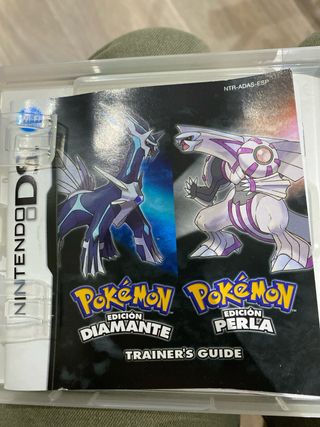 NTR-ADAS-ESP
NINTENDO DS
POKéMON
EDICIÓN
DIAMANTE
POKéMON
EDICIÓN
PERLA
TRAINER'S GUIDE